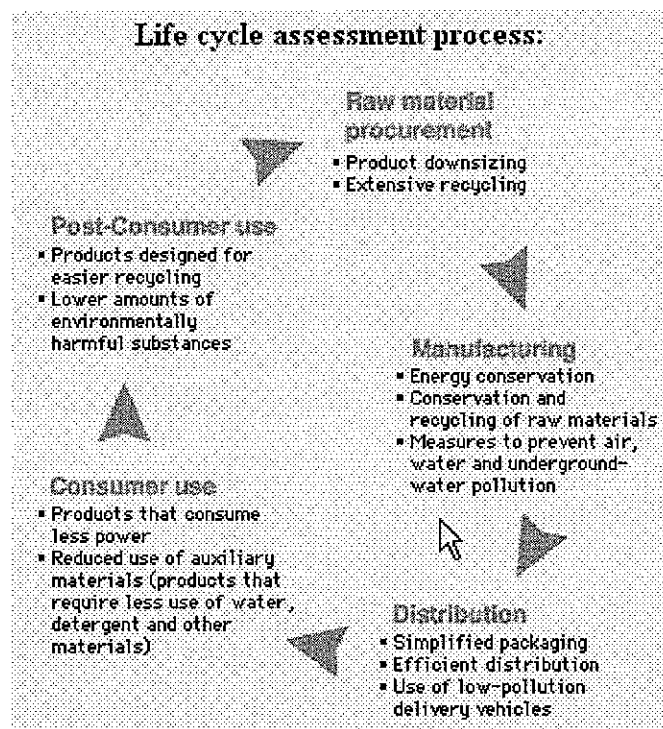 Life cycle assessment process:
Raw material
procurement
▪ Product downsizing
▪ Extensive recycling
Manufacturing
▪ Energy conservation
▪ Conservation and
recycling of raw materials
▪ Measures to prevent air,
water and underground-
water pollution
Distribution
▪ Simplified packaging
▪ Efficient distribution
▪ Use of low-pollution
delivery vehicles
Consumer use
▪ Products that consume
less power
▪ Reduced use of auxiliary
materials (products that
require less use of water,
detergent and other
materials)
Post-Consumer use
▪ Products designed for
easier recycling
▪ Lower amounts of
environmentally
harmful substances